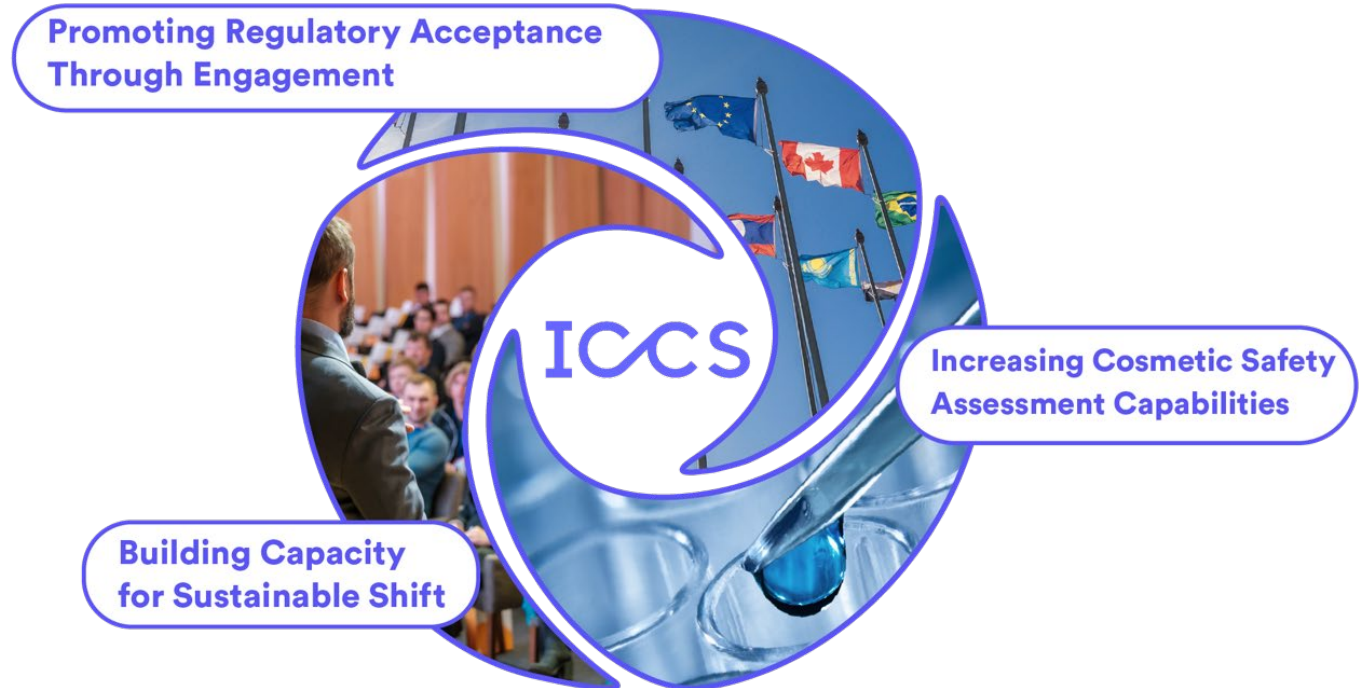 Promoting Regulatory Acceptance
Through Engagement
ICCS
Increasing Cosmetic Safety
Assessment Capabilities
Building Capacity
for Sustainable Shift